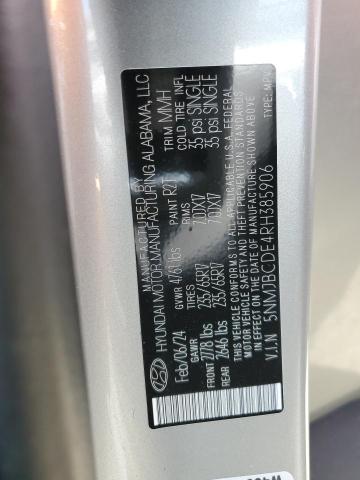 MANUFACTURED BY
HYUNDAI MOTOR MANUFACTURING ALABAMA, LLC
Feb/06/24 GVWR 4761 lbs PAINT R2T TRIM MMH
GAWR TIRES COLD TIRE INFL
FRONT 2778 lbs 235/65R17 7.0JX17 35 psi SINGLE
REAR 2646 lbs 235/65R17 7.0JX17 35 psi SINGLE
THIS VEHICLE CONFORMS TO ALL APPLICABLE U.S.A. FEDERAL
MOTOR VEHICLE SAFETY AND THEFT PREVENTION STANDARDS
IN EFFECT ON THE DATE OF MANUFACTURE SHOWN ABOVE
V.I.N 5NMJBCDE4RH385906 TYPE: MPV